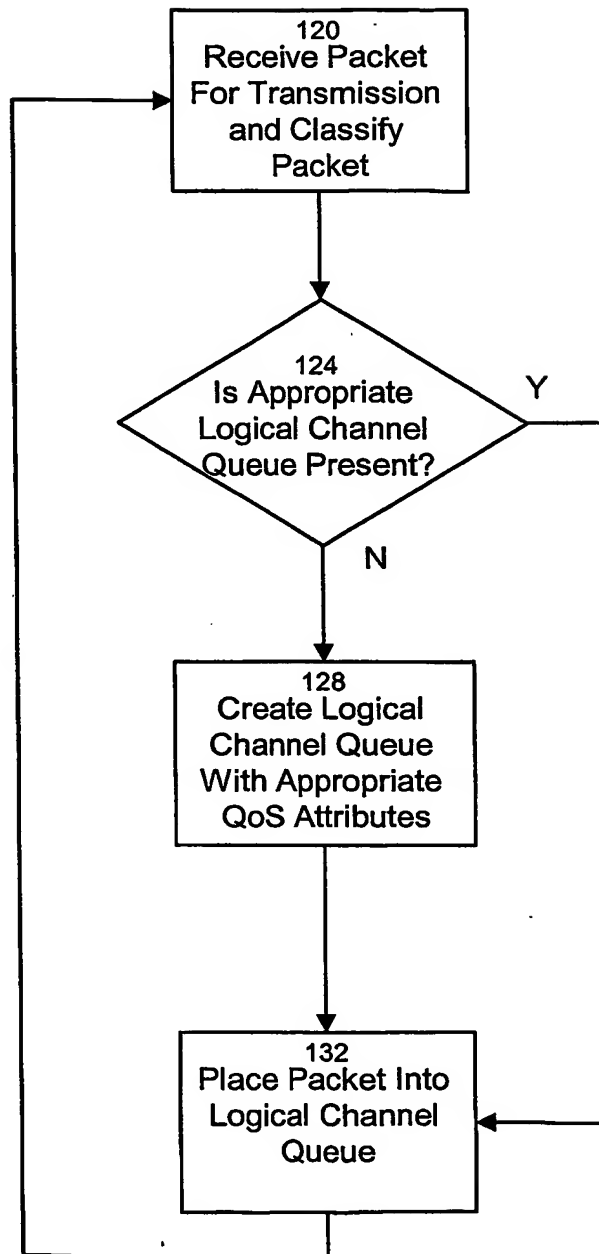 120
Receive Packet
For Transmission
and Classify
Packet
124
Is Appropriate
Logical Channel
Queue Present?
Y
N
128
Create Logical
Channel Queue
With Appropriate
QoS Attributes
132
Place Packet Into
Logical Channel
Queue